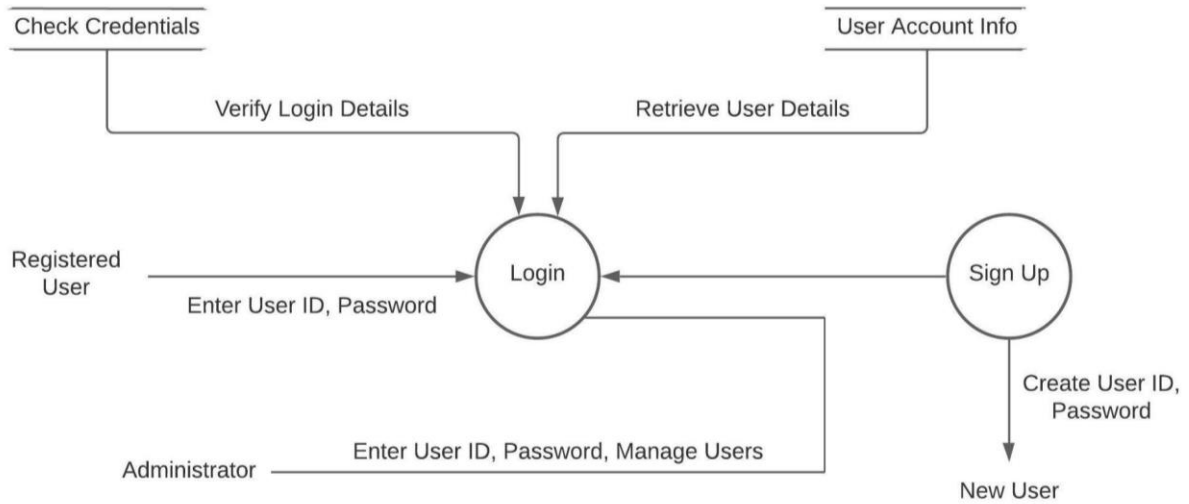 Check Credentials
User Account Info
Verify Login Details
Retrieve User Details
Registered
User
Login
Sign Up
Enter User ID, Password
Create User ID,
Password
Enter User ID, Password, Manage Users
Administrator
New User